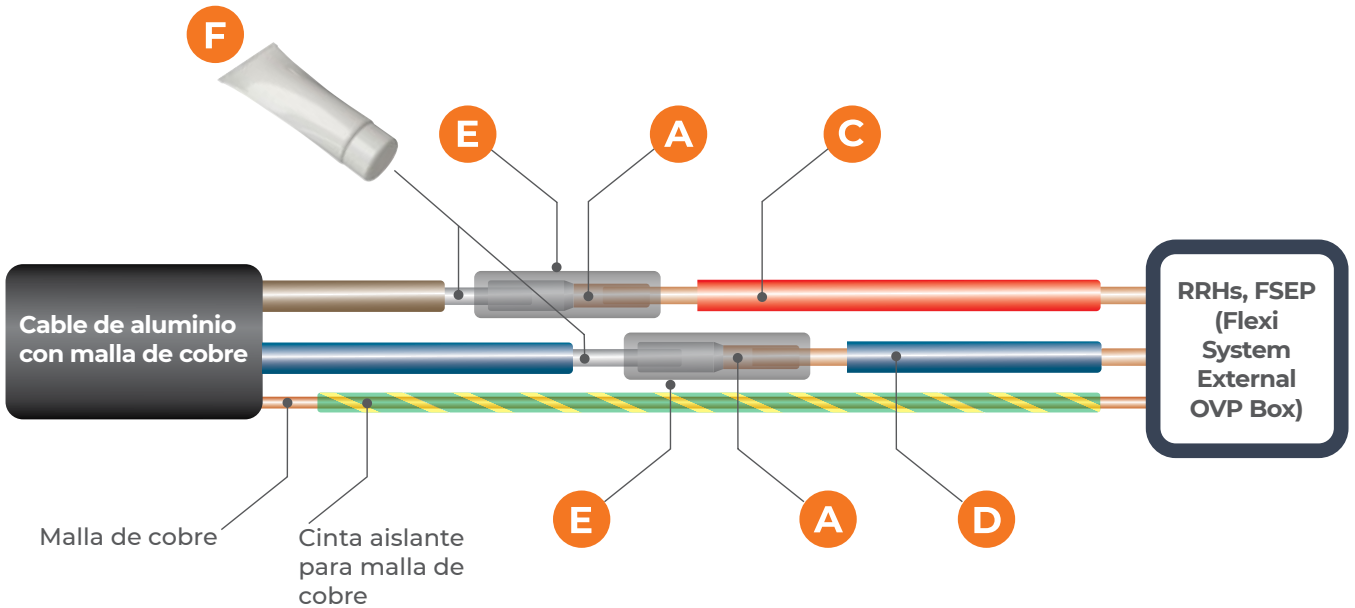 F
E
A
C
Cable de aluminio
con malla de cobre
RRHs, FSEP
(Flexi
System
External
OVP Box)
E
A
D
Malla de cobre
Cinta aislante
para malla de
cobre